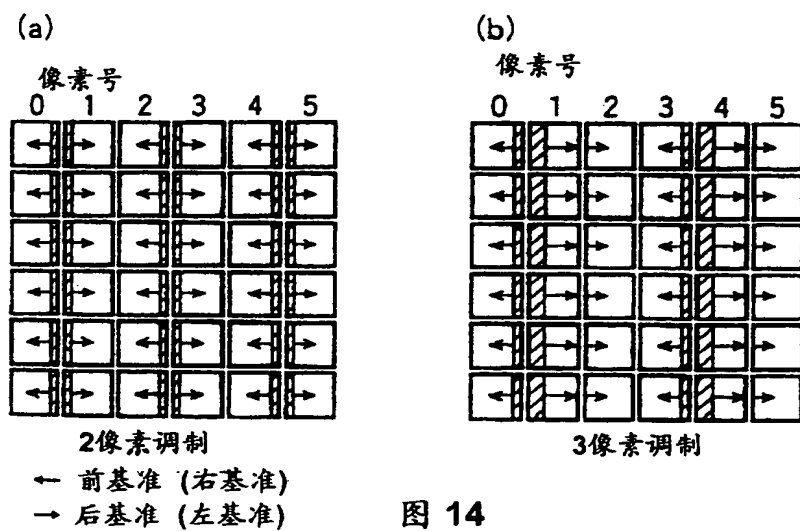 (a)
像素号
0 1 2 3 4 5
2像素调制
← 前基准 (右基准)
→ 后基准 (左基准)
(b)
像素号
0 1 2 3 4 5
3像素调制
图 14